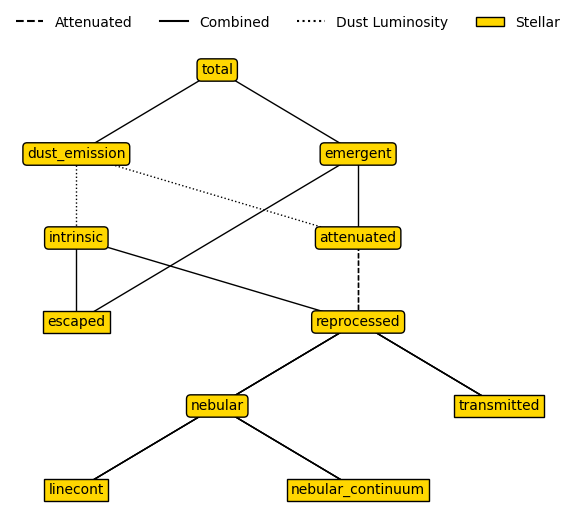 Attenuated Combined Dust Luminosity Stellar
total
dust_emission emergent
intrinsic attenuated
escaped reprocessed
nebular transmitted
linecont nebular_continuum